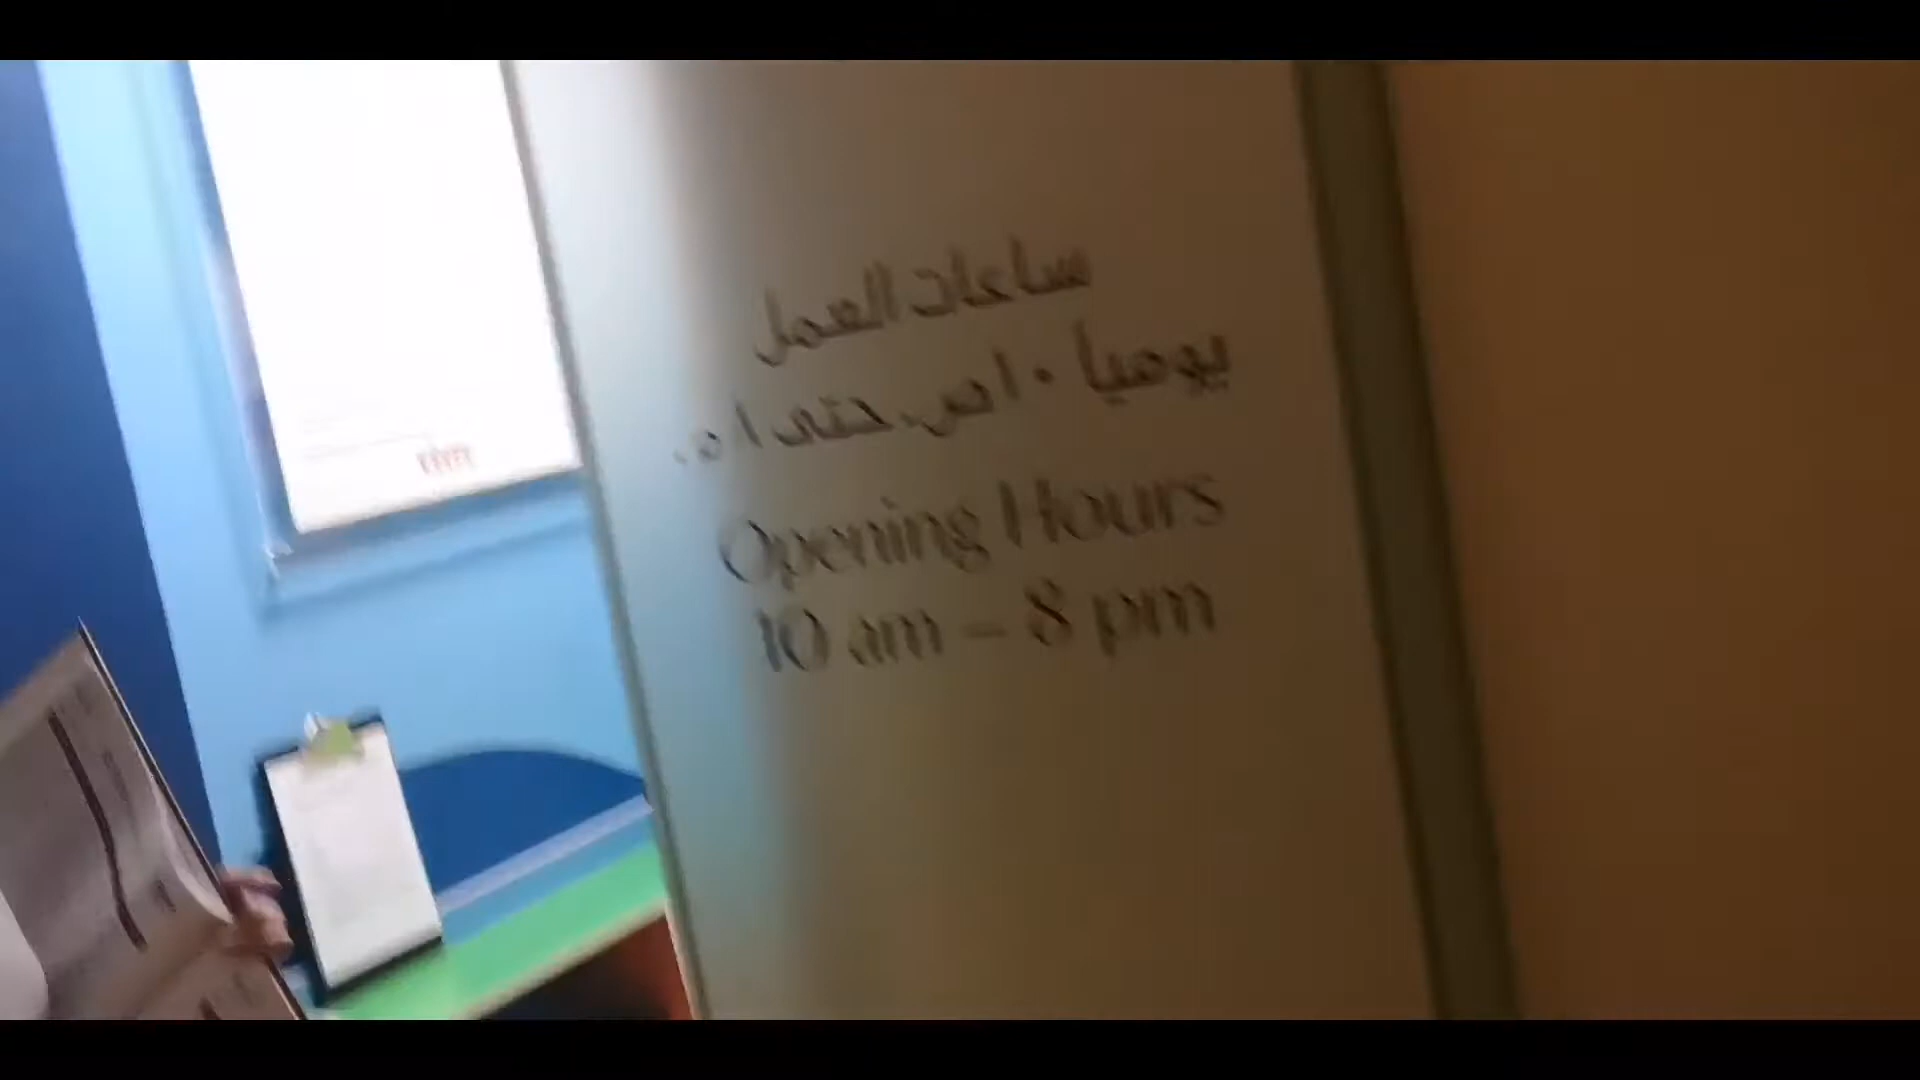 ساعات العمل
يوميا ١٠ ص. حتى ٨ م.
Opening Hours
10 am – 8 pm